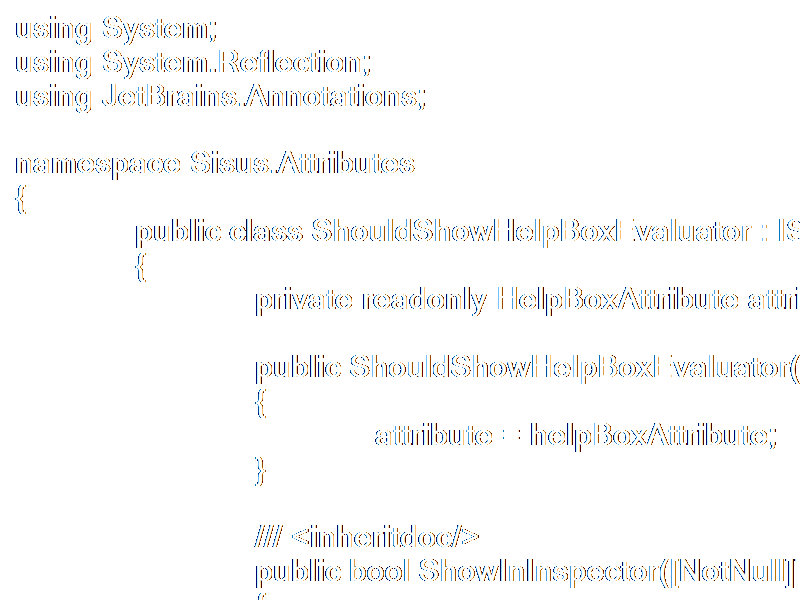 using System;
using System.Reflection;
using JetBrains.Annotations;
namespace Sisus.Attributes
{
public class ShouldShowHelpBoxEvaluator : IS
{
private readonly HelpBoxAttribute attri
public ShouldShowHelpBoxEvaluator(
{
attribute = helpBoxAttribute;
}
/// <inheritdoc/>
public bool ShowInInspector([NotNull][
{